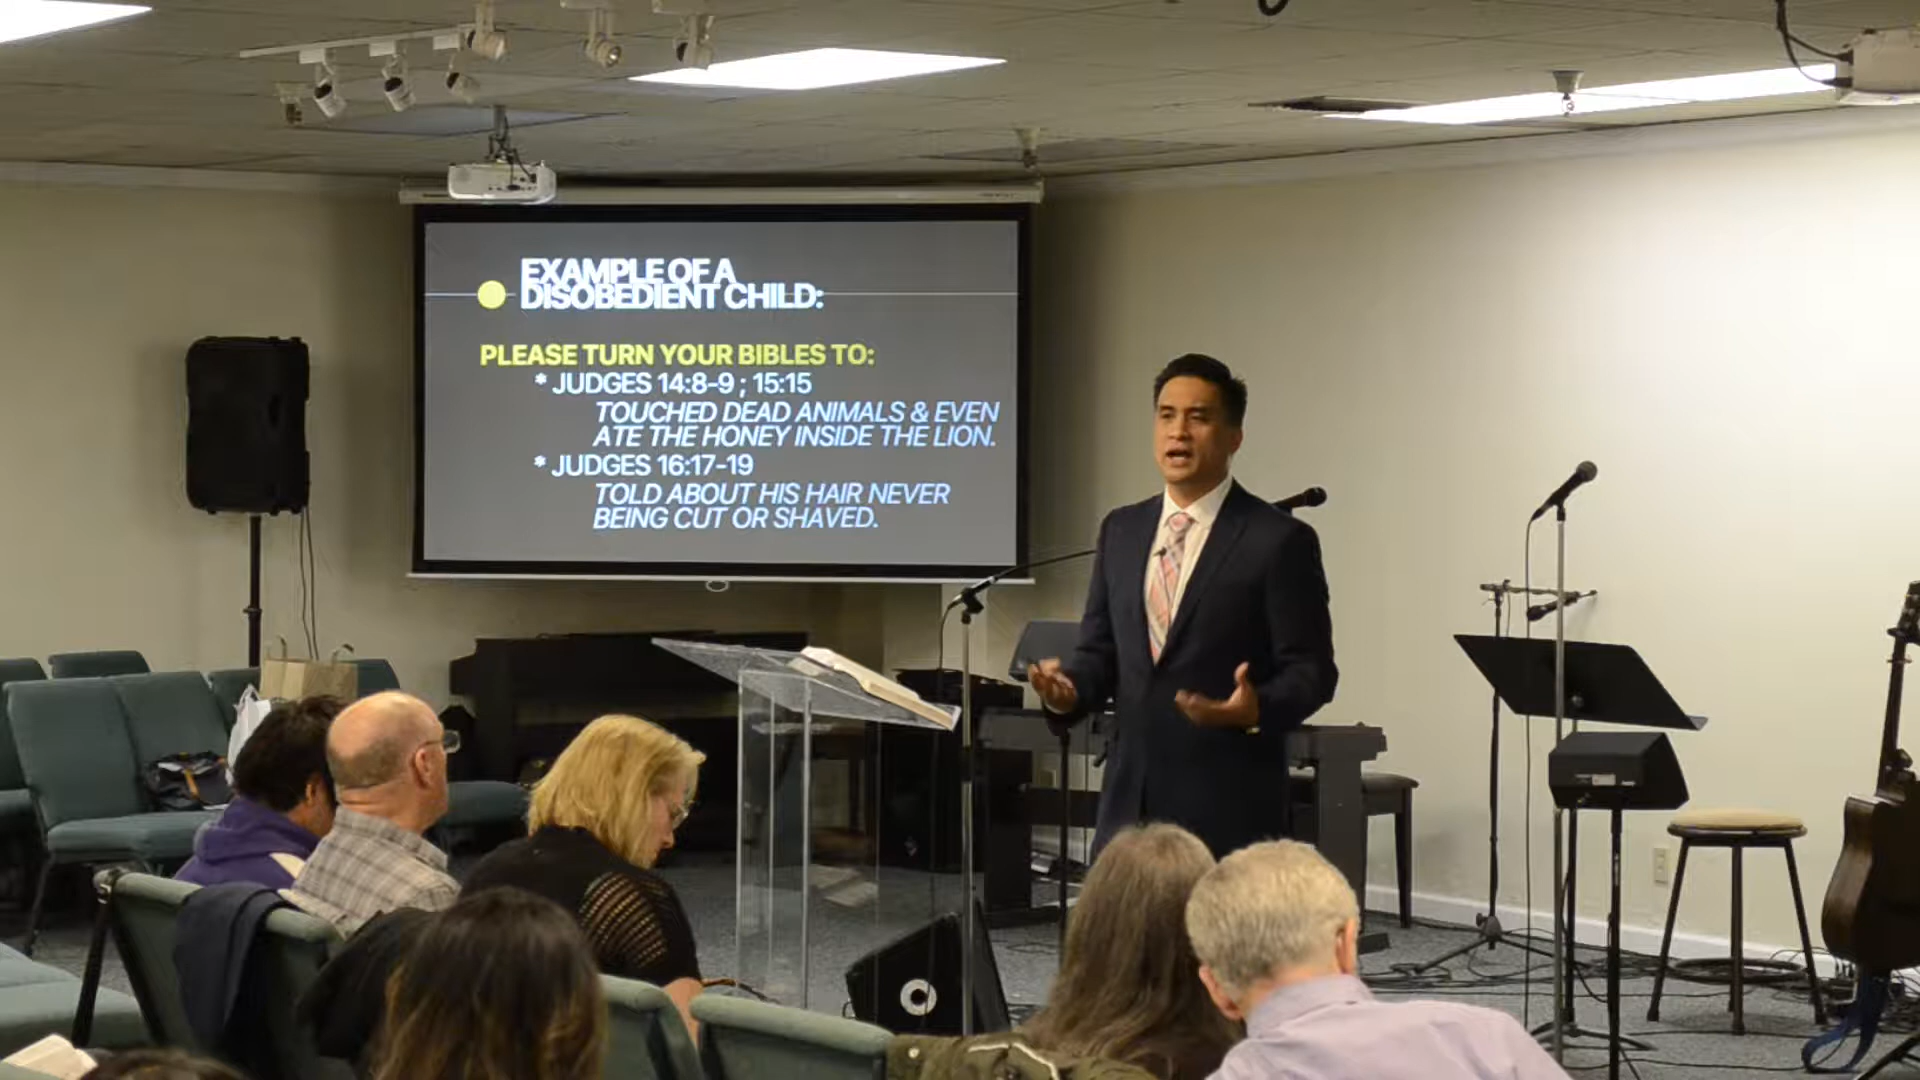 EXAMPLE OF A
DISOBEDIENT CHILD:
PLEASE TURN YOUR BIBLES TO:
* JUDGES 14:8-9 ; 15:15
TOUCHED DEAD ANIMALS & EVEN
ATE THE HONEY INSIDE THE LION.
* JUDGES 16:17-19
TOLD ABOUT HIS HAIR NEVER
BEING CUT OR SHAVED.